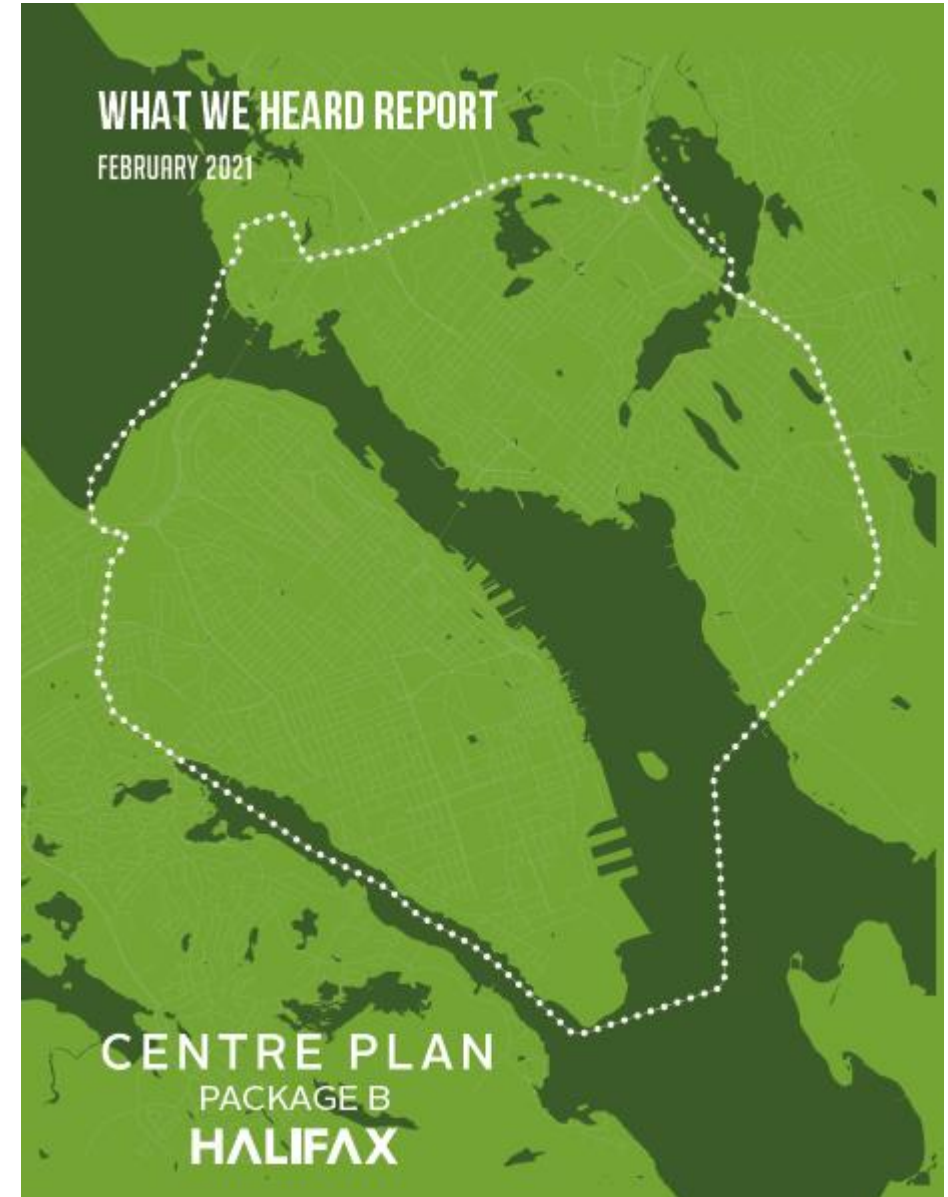 WHAT WE HEARD REPORT
FEBRUARY 2021
CENTRE PLAN
PACKAGE B
HALIFAX